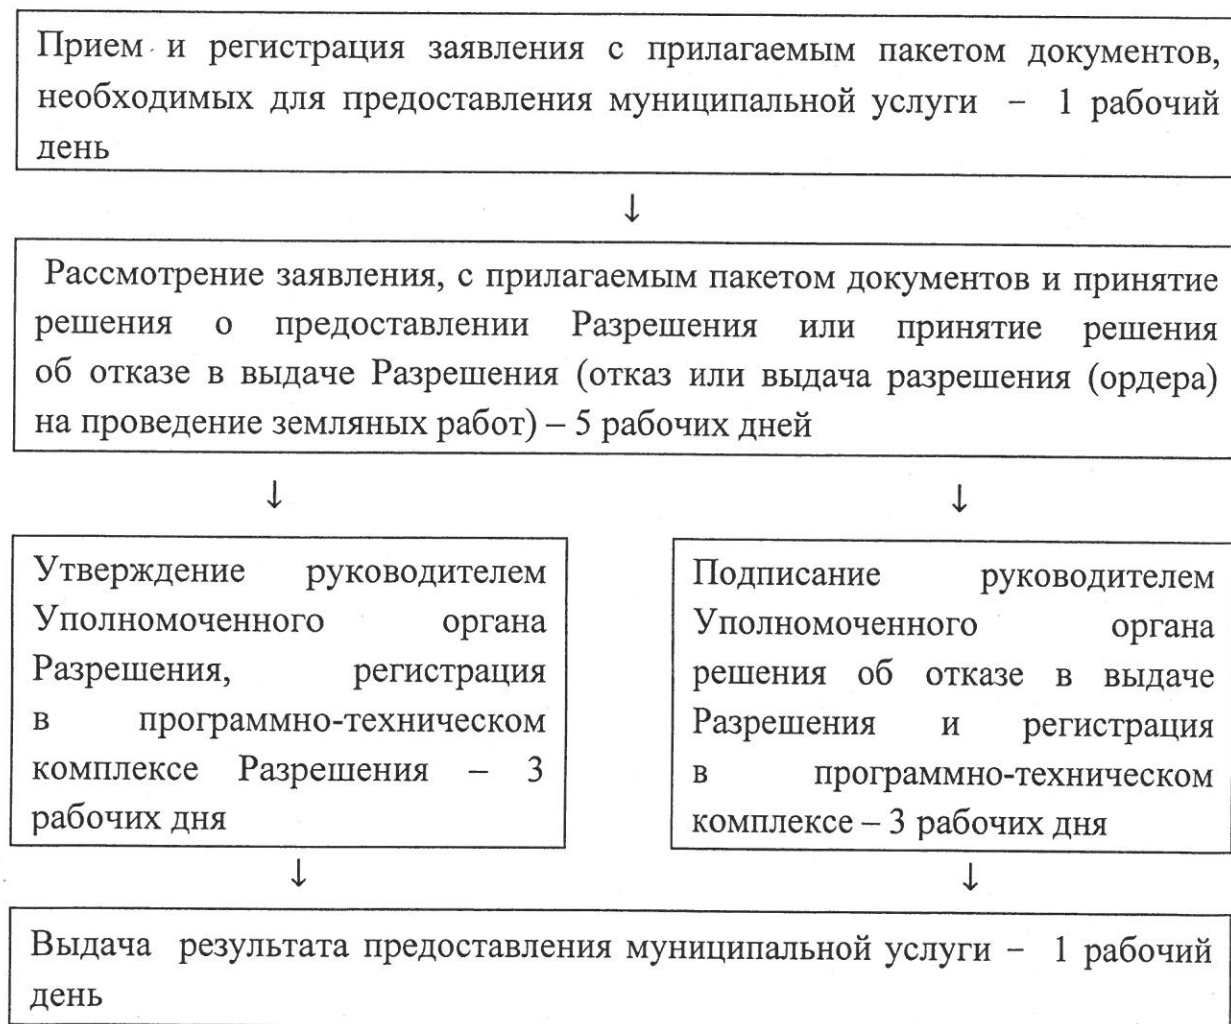 Прием и регистрация заявления с прилагаемым пакетом документов,
необходимых для предоставления муниципальной услуги – 1 рабочий
день
↓
Рассмотрение заявления, с прилагаемым пакетом документов и принятие
решения о предоставлении Разрешения или принятие решения
об отказе в выдаче Разрешения (отказ или выдача разрешения (ордера)
на проведение земляных работ) – 5 рабочих дней
↓ ↓
Утверждение руководителем
Уполномоченного органа
Разрешения, регистрация
в программно-техническом
комплексе Разрешения – 3
рабочих дня
Подписание руководителем
Уполномоченного органа
решения об отказе в выдаче
Разрешения и регистрация
в программно-техническом
комплексе – 3 рабочих дня
↓ ↓
Выдача результата предоставления муниципальной услуги – 1 рабочий
день